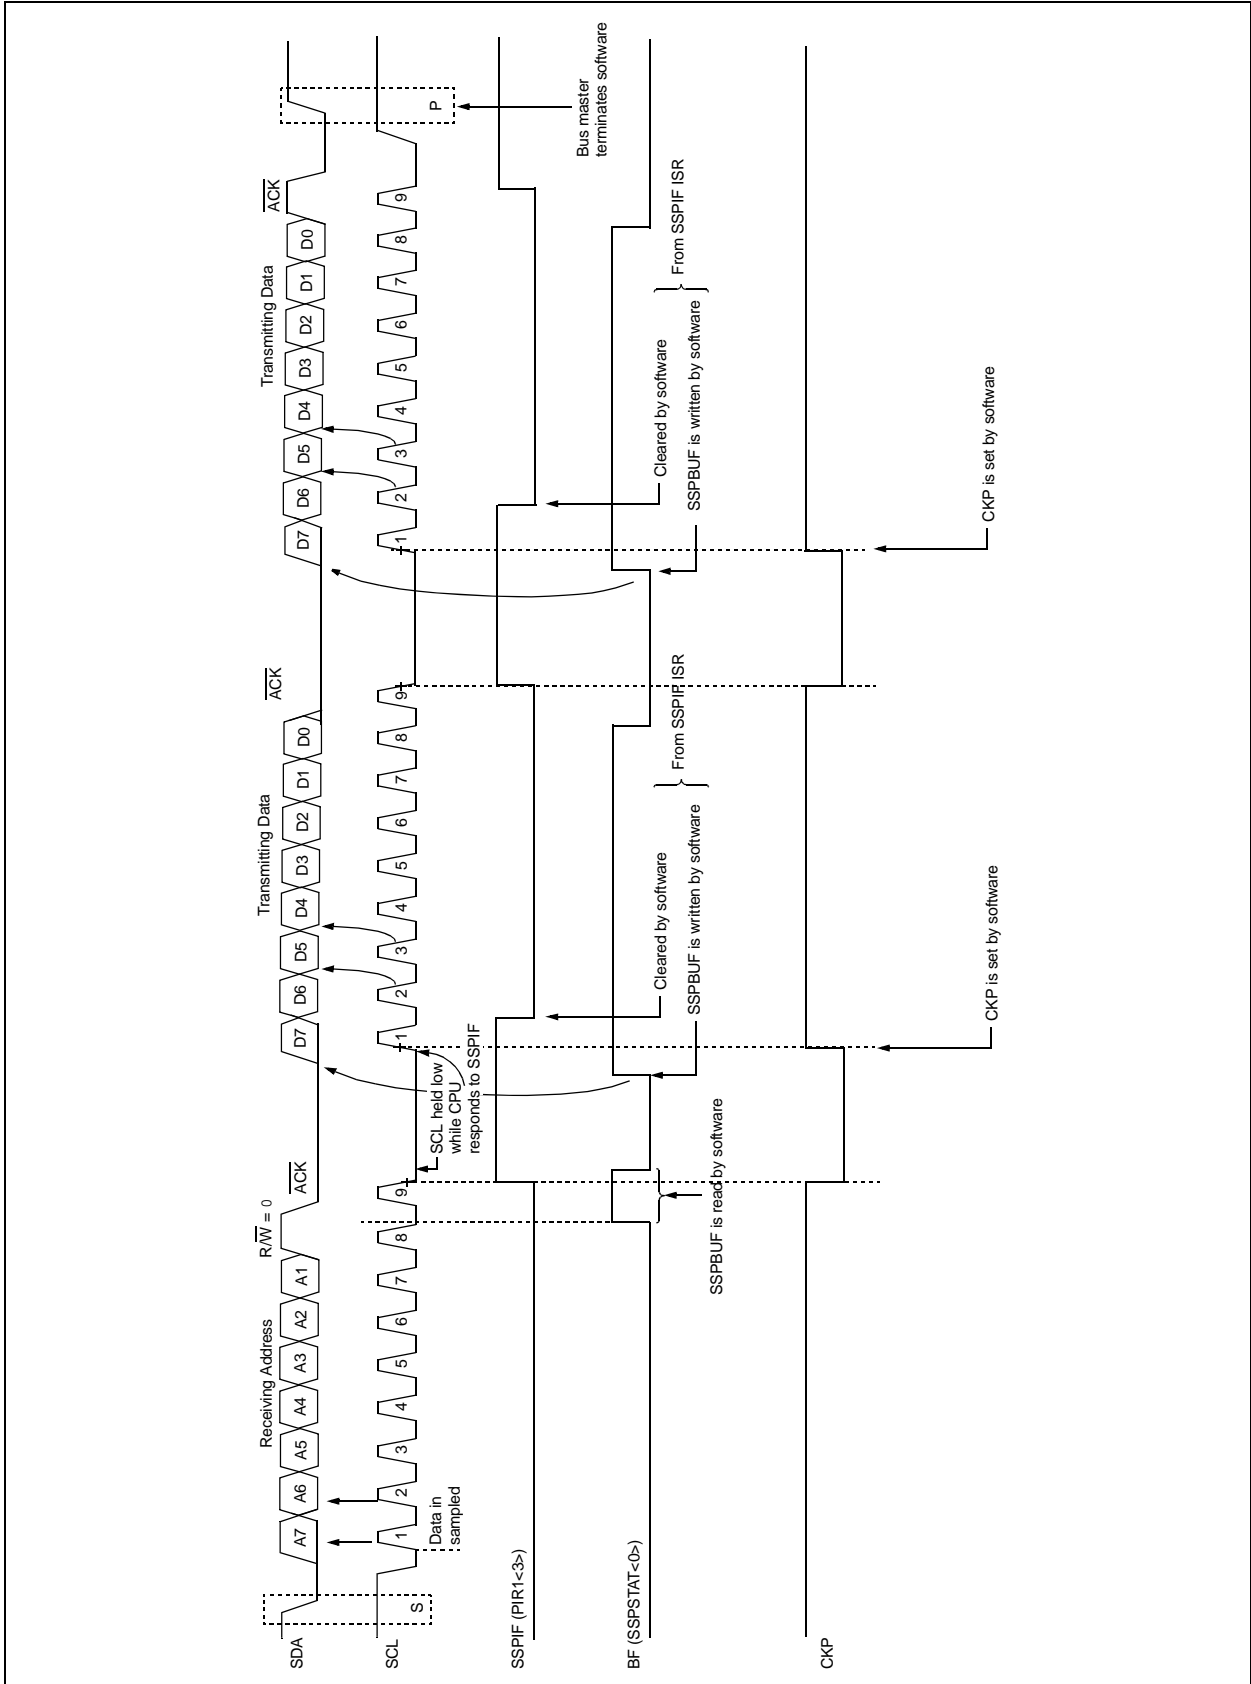 Receiving Address
R/W = 0
ACK
Transmitting Data
ACK
Transmitting Data
ACK
SDA
A7
A6
A5
A4
A3
A2
A1
D7
D6
D5
D4
D3
D2
D1
D0
D7
D6
D5
D4
D3
D2
D1
D0
SCL
S
1
2
3
4
5
6
7
8
9
1
2
3
4
5
6
7
8
9
1
2
3
4
5
6
7
8
9
P
Data in
sampled
SCL held low
while CPU
responds to SSPIF
SSPIF (PIR1<3>)
Bus master
terminates software
BF (SSPSTAT<0>)
Cleared by software
From SSPIF ISR
SSPBUF is written by software
Cleared by software
From SSPIF ISR
SSPBUF is written by software
SSPBUF is read by software
CKP
CKP is set by software
CKP is set by software